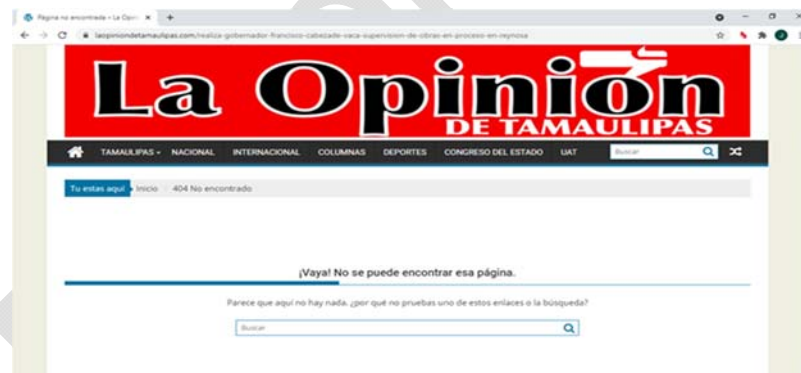 Página no encontrada – La Opin
laopiniondetamaulipas.com/realiza-gobernador-francisco-cabezade-vaca-supervision-de-obras-en-proceso-en-reynosa
La Opinión
DE TAMAULIPAS
TAMAULIPAS NACIONAL INTERNACIONAL COLUMNAS DEPORTES CONGRESO DEL ESTADO UAT Buscar
Tu estas aquí Inicio 404 No encontrado
¡Vaya! No se puede encontrar esa página.
Parece que aquí no hay nada. ¿por qué no pruebas uno de estos enlaces o la búsqueda?
Buscar